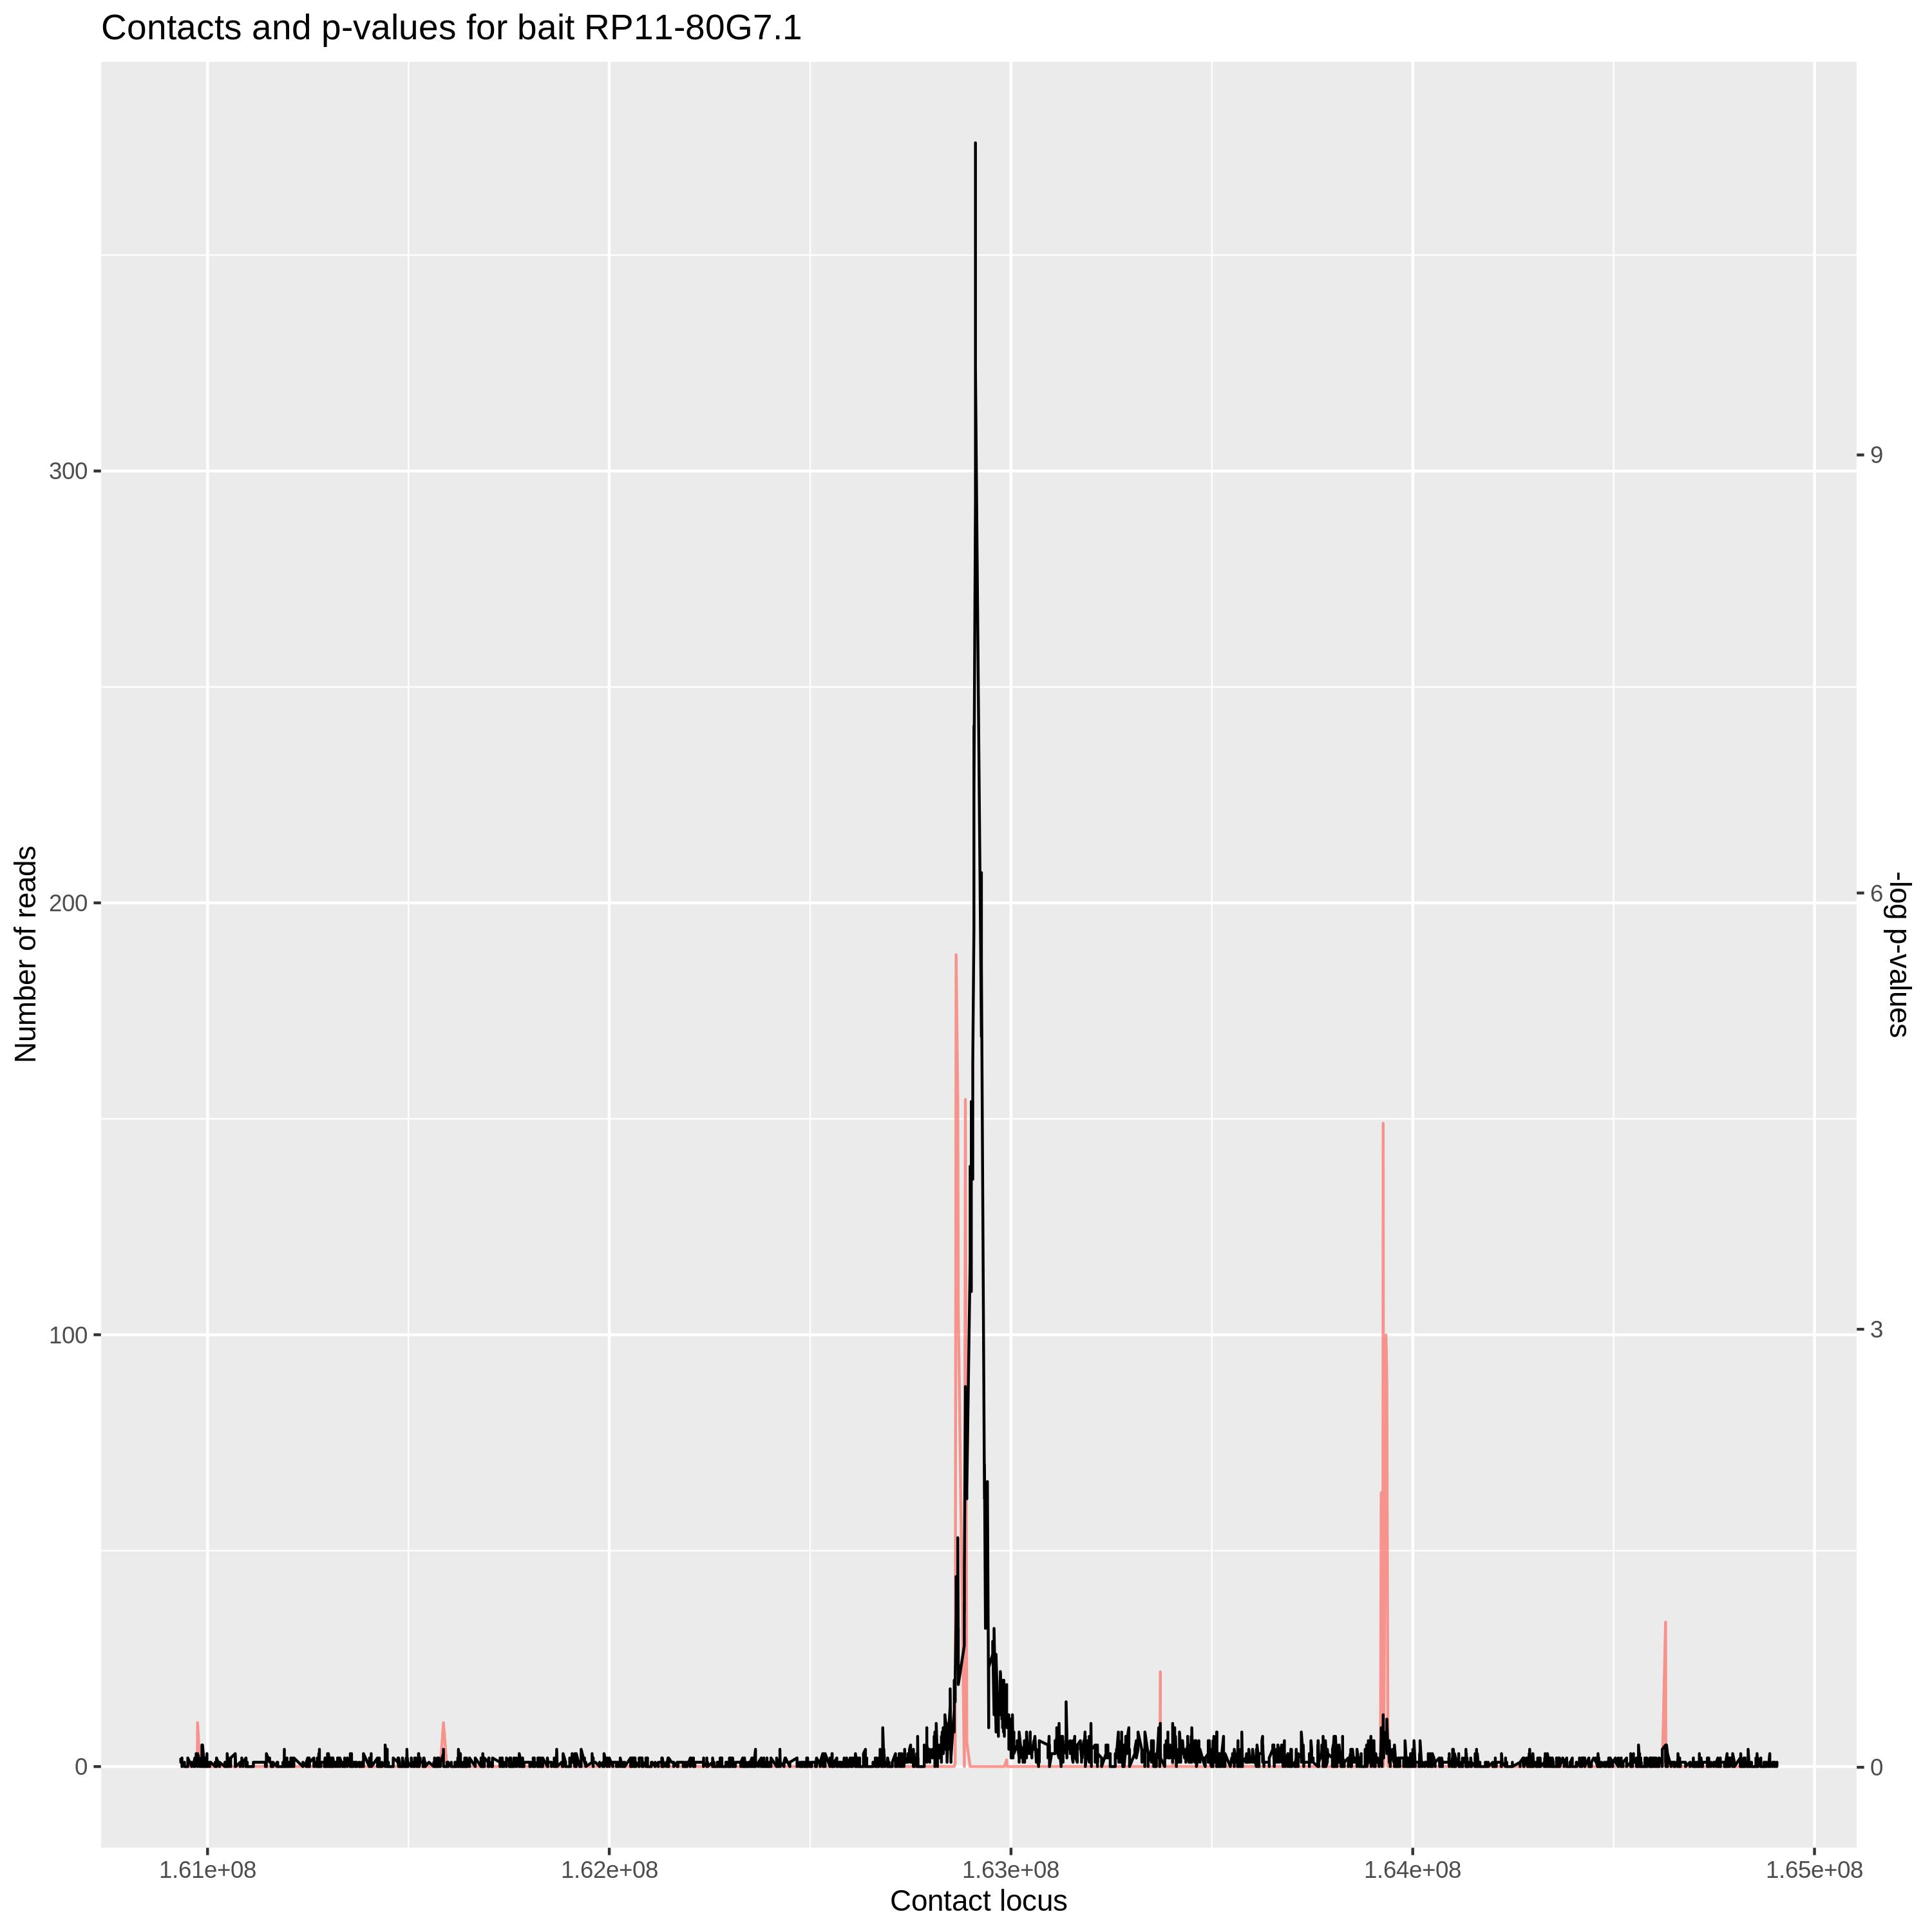 Contacts and p-values for bait RP11-80G7.1
Number of reads
300
200
100
0
9
6
3
0
-log p-values
1.61e+08
1.62e+08
1.63e+08
1.64e+08
1.65e+08
Contact locus